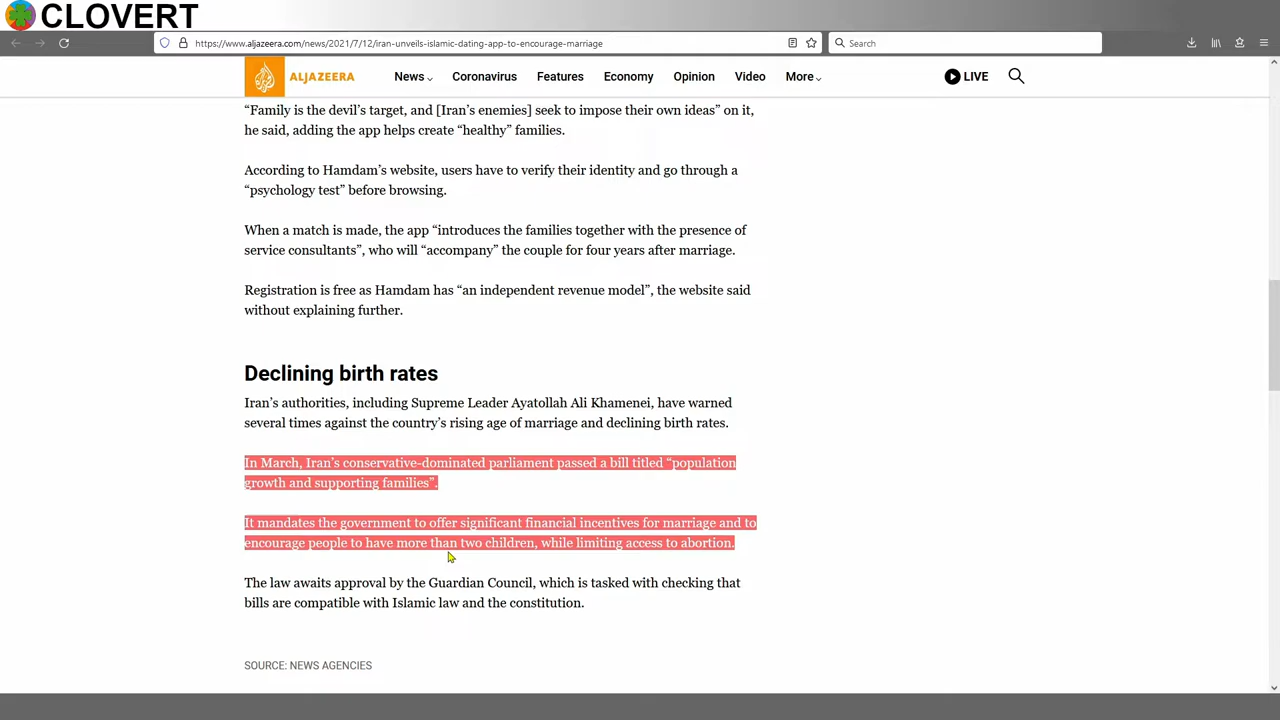 CLOVERT
https://www.aljazeera.com/news/2021/7/12/iran-unveils-islamic-dating-app-to-encourage-marriage
Search
ALJAZEERA
News
Coronavirus
Features
Economy
Opinion
Video
More
LIVE
“Family is the devil’s target, and [Iran’s enemies] seek to impose their own ideas” on it,
he said, adding the app helps create “healthy” families.
According to Hamdam’s website, users have to verify their identity and go through a
“psychology test” before browsing.
When a match is made, the app “introduces the families together with the presence of
service consultants”, who will “accompany” the couple for four years after marriage.
Registration is free as Hamdam has “an independent revenue model”, the website said
without explaining further.
Declining birth rates
Iran’s authorities, including Supreme Leader Ayatollah Ali Khamenei, have warned
several times against the country’s rising age of marriage and declining birth rates.
In March, Iran’s conservative-dominated parliament passed a bill titled “population
growth and supporting families”.
It mandates the government to offer significant financial incentives for marriage and to
encourage people to have more than two children, while limiting access to abortion.
The law awaits approval by the Guardian Council, which is tasked with checking that
bills are compatible with Islamic law and the constitution.
SOURCE: NEWS AGENCIES